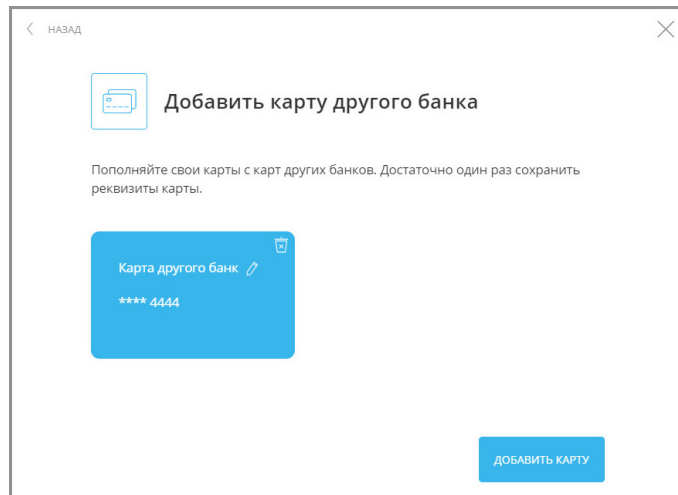 НАЗАД
Добавить карту другого банка
Пополняйте свои карты с карт других банков. Достаточно один раз сохранить
реквизиты карты.
Карта другого банк
**** 4444
ДОБАВИТЬ КАРТУ